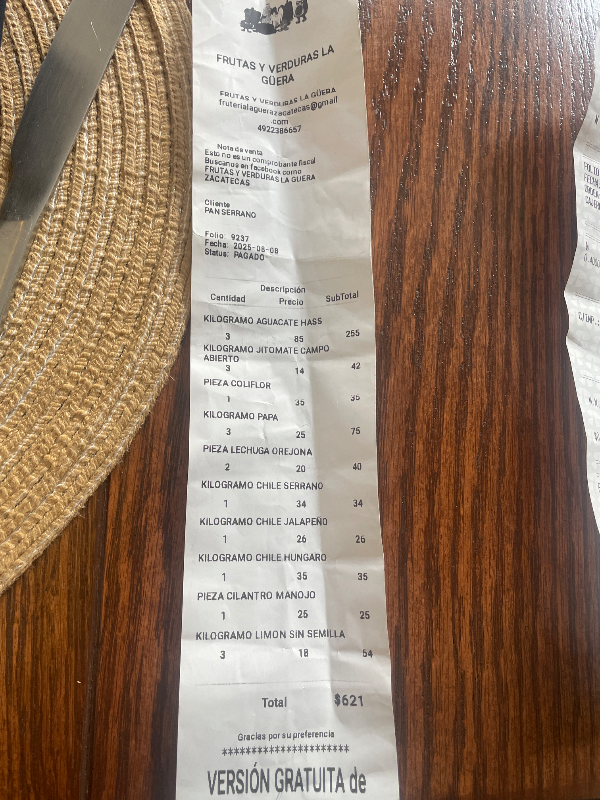 FRUTAS Y VERDURAS LA
GÜERA
FRUTAS Y VERDURAS LA GÜERA
fruterialaguerazacatecas@gmail
.com
4922386657
Nota de venta
Esto no es un comprobante fiscal
Buscanos en facebook como
FRUTAS Y VERDURAS LA GUERA
ZACATECAS
Cliente
PAN SERRANO
Folio: 9237
Fecha: 2025-08-08
Status: PAGADO
Descripción
Cantidad Precio SubTotal
KILOGRAMO AGUACATE HASS
3 85 255
KILOGRAMO JITOMATE CAMPO
ABIERTO
3 14 42
PIEZA COLIFLOR
1 35 35
KILOGRAMO PAPA
3 25 75
PIEZA LECHUGA OREJONA
2 20 40
KILOGRAMO CHILE SERRANO
1 34 34
KILOGRAMO CHILE JALAPEÑO
1 26 26
KILOGRAMO CHILE HUNGARO
1 35 35
PIEZA CILANTRO MANOJO
1 25 25
KILOGRAMO LIMON SIN SEMILLA
3 18 54
Total $621
Gracias por su preferencia
**********************
VERSIÓN GRATUITA de